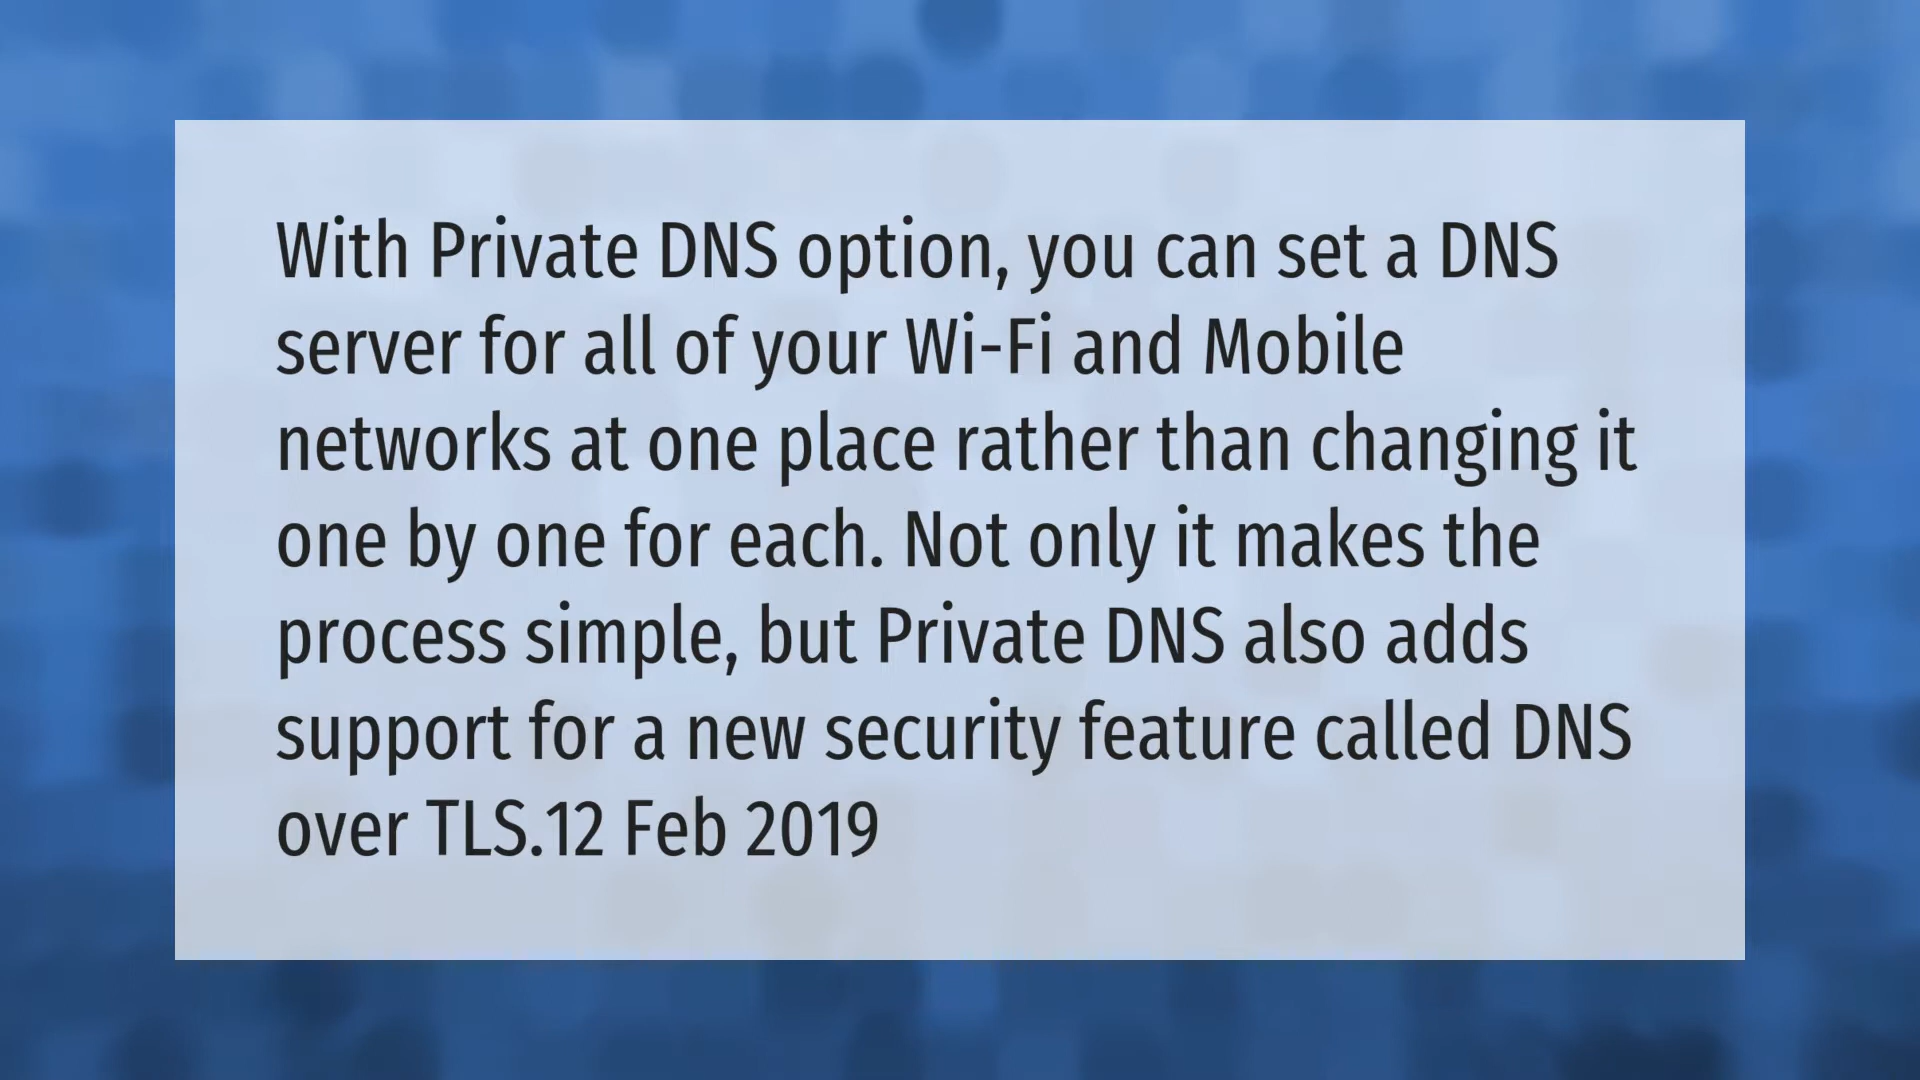 With Private DNS option, you can set a DNS
server for all of your Wi-Fi and Mobile
networks at one place rather than changing it
one by one for each. Not only it makes the
process simple, but Private DNS also adds
support for a new security feature called DNS
over TLS.12 Feb 2019